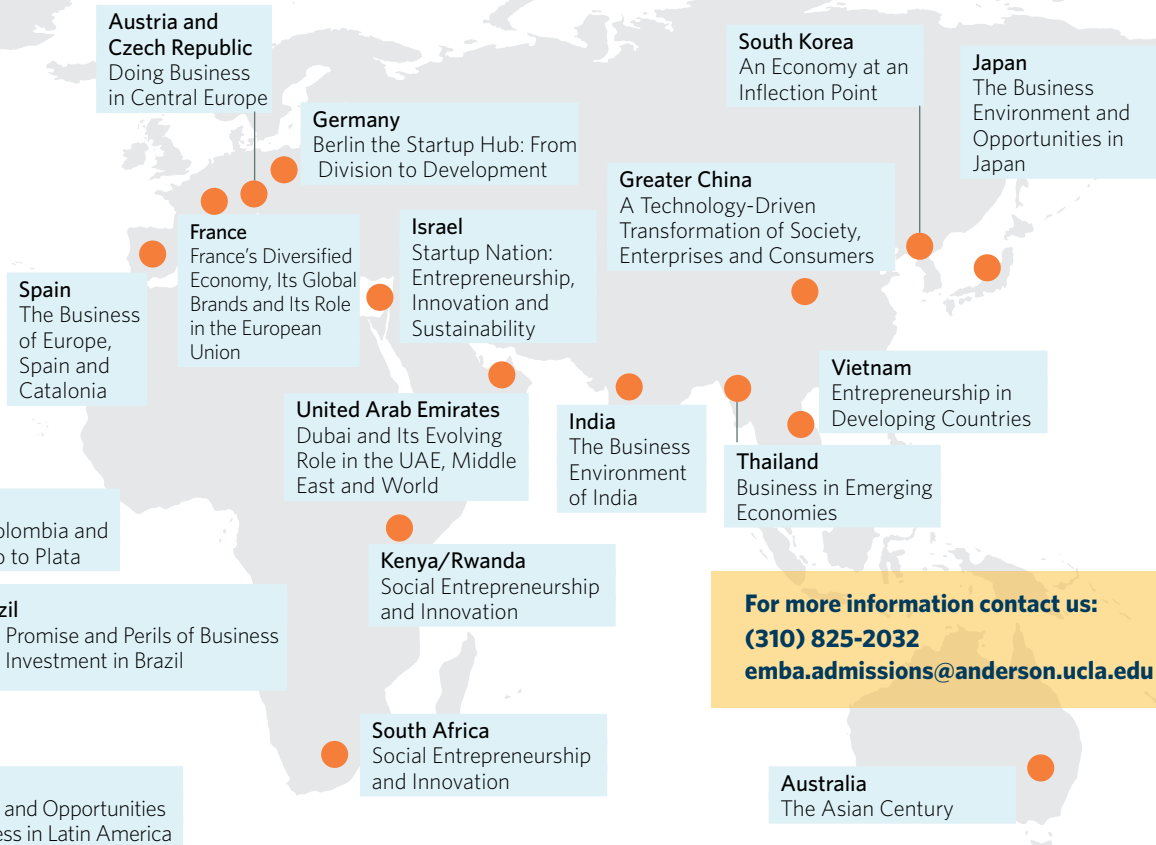 Austria and
Czech Republic
Doing Business
in Central Europe
South Korea
An Economy at an
Inflection Point
Japan
The Business
Environment and
Opportunities in
Japan
Germany
Berlin the Startup Hub: From
Division to Development
Greater China
A Technology-Driven
Transformation of Society,
Enterprises and Consumers
France
France's Diversified
Economy, Its Global
Brands and Its Role
in the European
Union
Israel
Startup Nation:
Entrepreneurship,
Innovation and
Sustainability
Spain
The Business
of Europe,
Spain and
Catalonia
United Arab Emirates
Dubai and Its Evolving
Role in the UAE, Middle
East and World
India
The Business
Environment
of India
Vietnam
Entrepreneurship in
Developing Countries
Thailand
Business in Emerging
Economies
and
to Plata
Kenya/Rwanda
Social Entrepreneurship
and Innovation
Promise and Perils of Business
Investment in Brazil
For more information contact us:
(310) 825-2032
emba.admissions@anderson.ucla.edu
South Africa
Social Entrepreneurship
and Innovation
Australia
The Asian Century
and Opportunities
in Latin America